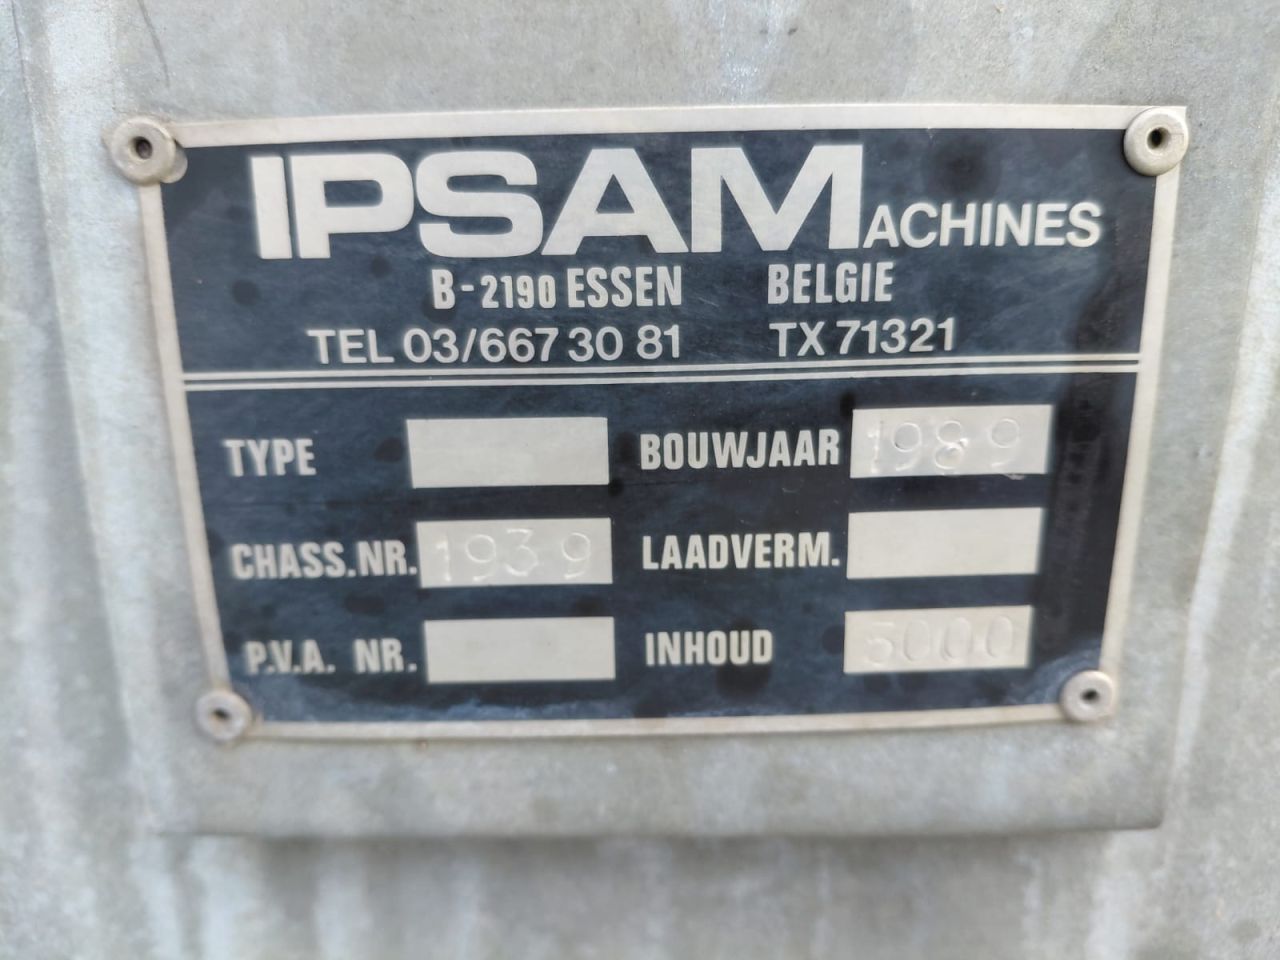 IPSAMACHINES
B-2190 ESSEN BELGIE
TEL 03/667 30 81 TX 71321
TYPE BOUWJAAR 1989
CHASS.NR. 1939 LAADVERM.
P.V.A. NR. INHOUD 5000